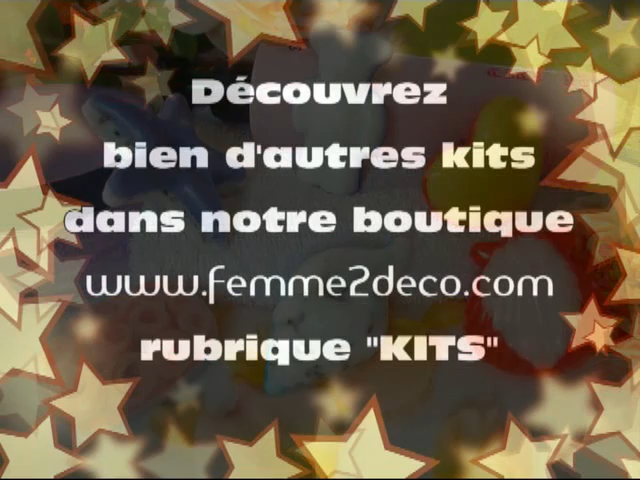 Découvrez
bien d'autres kits
dans notre boutique
www.femme2deco.com
rubrique "KITS"